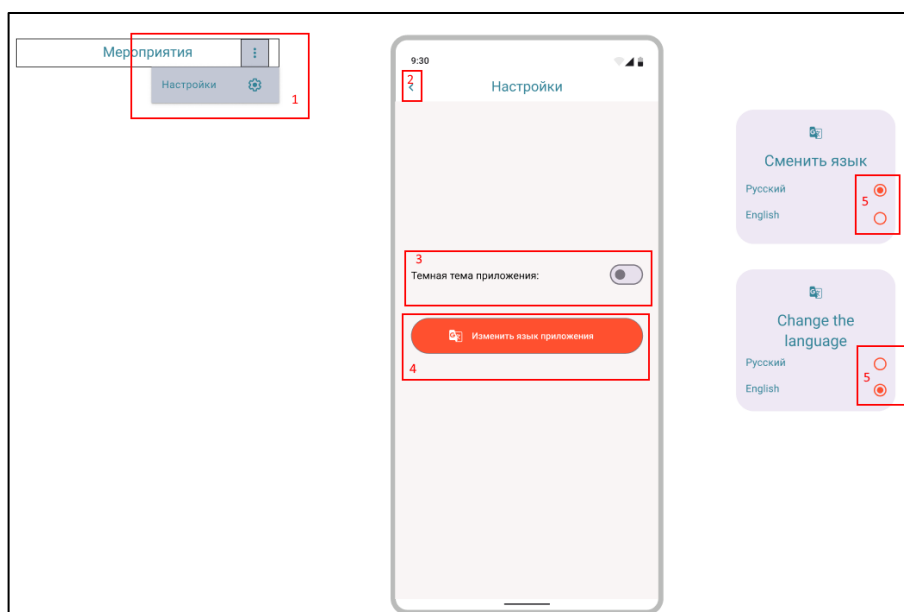 Мероприятия
Настройки
1
9:30
2
Настройки
3
Темная тема приложения:
Изменить язык приложения
4
Сменить язык
Русский
5
English
Change the
language
Русский
5
English